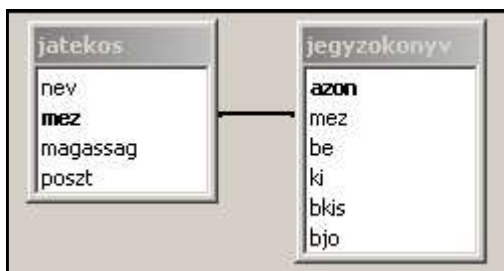 jatekos
nev
mez
magassag
poszt
jegyzokonyv
azon
mez
be
ki
bkis
bjo